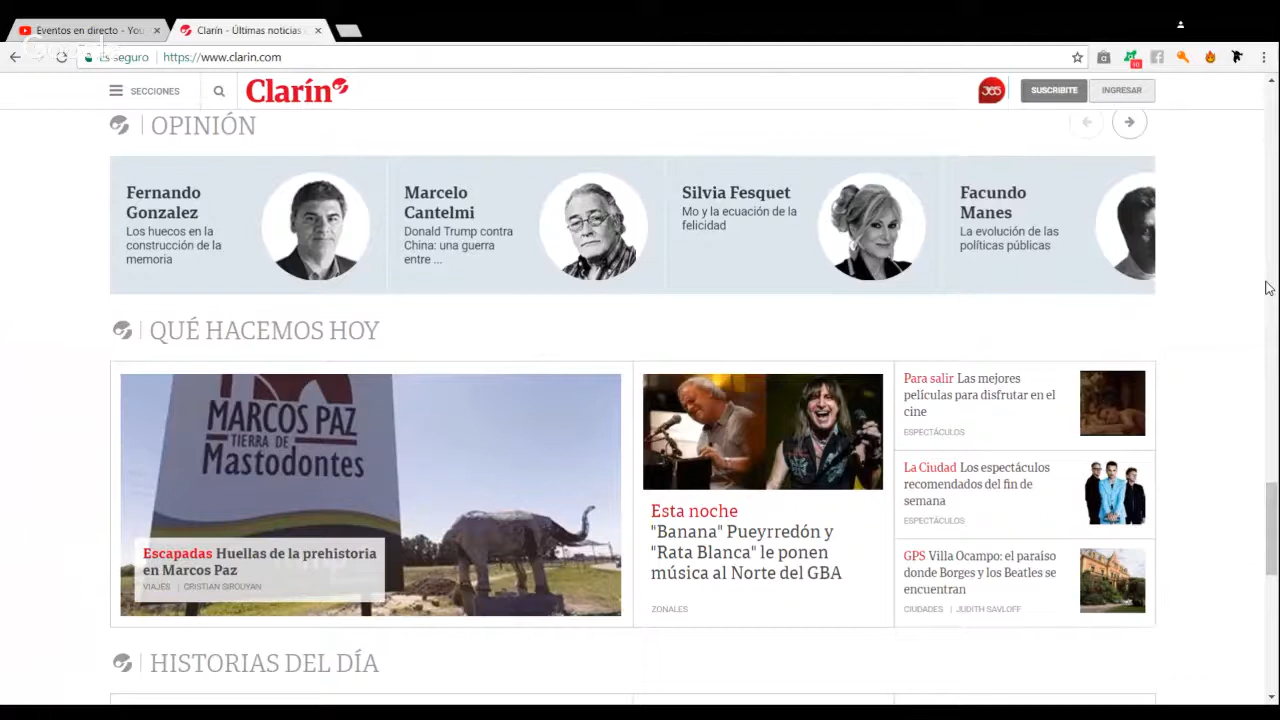 Eventos en directo - You
Clarín - Últimas noticias
Es seguro
https://www.clarin.com
10
SECCIONES
Clarín
365
SUSCRIBITE
INGRESAR
OPINIÓN
Fernando
Gonzalez
Los huecos en la
construcción de la
memoria
Marcelo
Cantelmi
Donald Trump contra
China: una guerra
entre ...
Silvia Fesquet
Mo y la ecuación de la
felicidad
Facundo
Manes
La evolución de las
políticas públicas
QUÉ HACEMOS HOY
MARCOS PAZ
TIERRA DE
Mastodontes
Escapadas Huellas de la prehistoria
en Marcos Paz
VIAJES | CRISTIAN SIROUYAN
Esta noche
"Banana" Pueyrredón y
"Rata Blanca" le ponen
música al Norte del GBA
ZONALES
Para salir Las mejores
películas para disfrutar en el
cine
ESPECTÁCULOS
La Ciudad Los espectáculos
recomendados del fin de
semana
ESPECTÁCULOS
GPS Villa Ocampo: el paraíso
donde Borges y los Beatles se
encuentran
CIUDADES | JUDITH SAVLOFF
HISTORIAS DEL DÍA